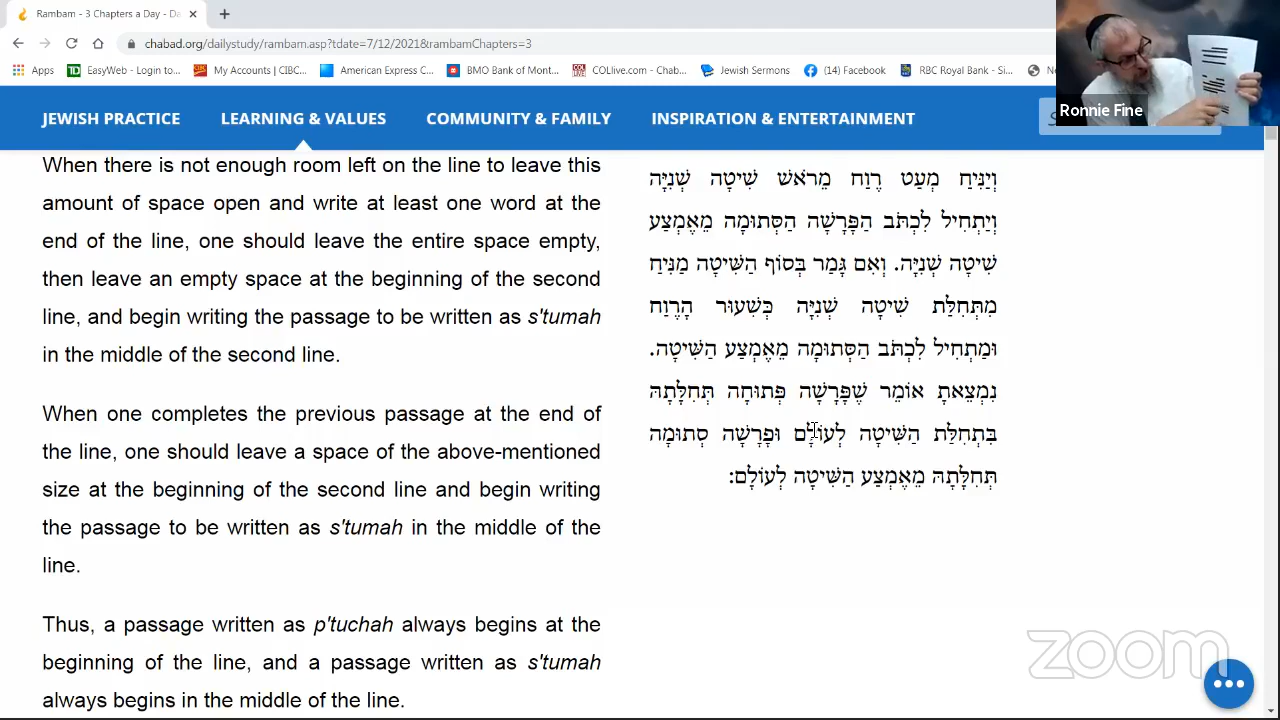 Rambam - 3 Chapters a Day - Da
chabad.org/dailystudy/rambam.asp?tdate=7/12/2021&rambamChapters=3
Apps
EasyWeb - Login to...
My Accounts | CIBC...
American Express C...
BMO Bank of Mont...
COLlive.com - Chab...
Jewish Serms
(14) Facebook
RBC Royal Bank - Si...
Ronnie Fine
JEWISH PRACTICE
LEARNING & VALUES
COMMUNITY & FAMILY
INSPIRATION & ENTERTAINMENT
When there is not enough room left on the line to leave this
amount of space open and write at least one word at the
end of the line, one should leave the entire space empty,
then leave an empty space at the beginning of the second
line, and begin writing the passage to be written as s'tumah
in the middle of the second line.
When one completes the previous passage at the end of
the line, one should leave a space of the above-mentioned
size at the beginning of the second line and begin writing
the passage to be written as s'tumah in the middle of the
line.
Thus, a passage written as p'tuchah always begins at the
beginning of the line, and a passage written as s'tumah
always begins in the middle of the line.
וְיַנִּיחַ מְעַט רֶוַח מֵרֹאשׁ שִׁיטָה שְׁנִיָּה
וְיַתְחִיל לִכְתֹּב הַפָּרָשָׁה הַסְּתוּמָה מֵאֶמְצַע
שִׁיטָה שְׁנִיָּה. וְאִם גָּמַר בְּסוֹף הַשִּׁיטָה מַנִּיחַ
מִתְּחִלַּת שִׁיטָה שְׁנִיָּה כְּשִׁעוּר הָרֶוַח
וּמַתְחִיל לִכְתֹּב הַסְּתוּמָה מֵאֶמְצַע הַשִּׁיטָה.
נִמְצֵאתָ אוֹמֵר שֶׁפָּרָשָׁה פְּתוּחָה תְּחִלָּתָהּ
בִּתְחִלַּת הַשִּׁיטָה לְעוֹלָם וּפָרָשָׁה סְתוּמָה
תְּחִלָּתָהּ מֵאֶמְצַע הַשִּׁיטָה לְעוֹלָם:
zoom